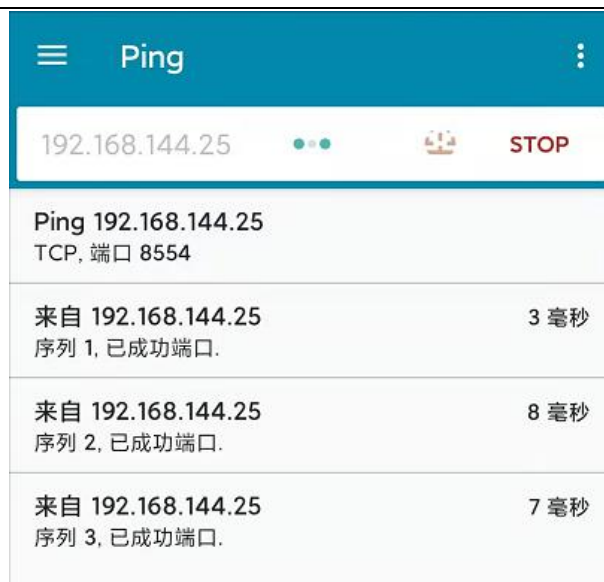 Ping
192.168.144.25
STOP
Ping 192.168.144.25
TCP, 端口 8554
来自 192.168.144.25
3 毫秒
序列 1, 已成功端口.
来自 192.168.144.25
8 毫秒
序列 2, 已成功端口.
来自 192.168.144.25
7 毫秒
序列 3, 已成功端口.